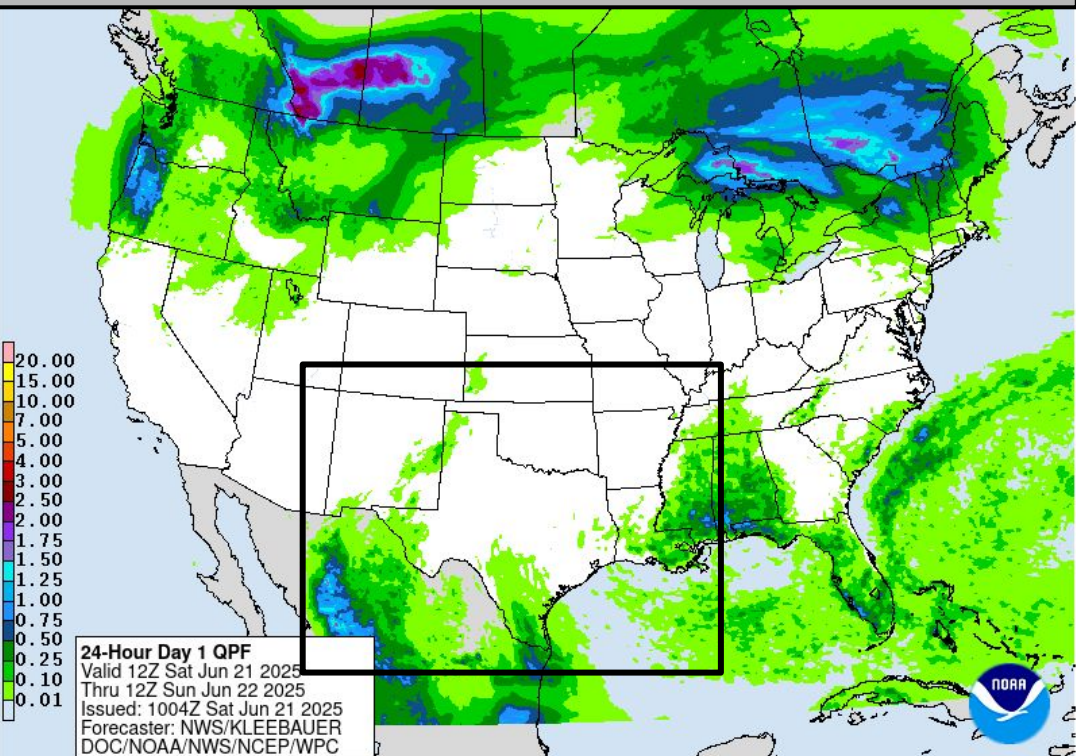 20.00
15.00
10.00
7.00
5.00
4.00
3.00
2.50
2.00
1.75
1.50
1.25
1.00
0.75
0.50
0.25
0.10
0.01
24-Hour Day 1 QPF
Valid 12Z Sat Jun 21 2025
Thru 12Z Sun Jun 22 2025
Issued: 1004Z Sat Jun 21 2025
Forecaster: NWS/KLEEBAUER
DOC/NOAA/NWS/NCEP/WPC
NOAA